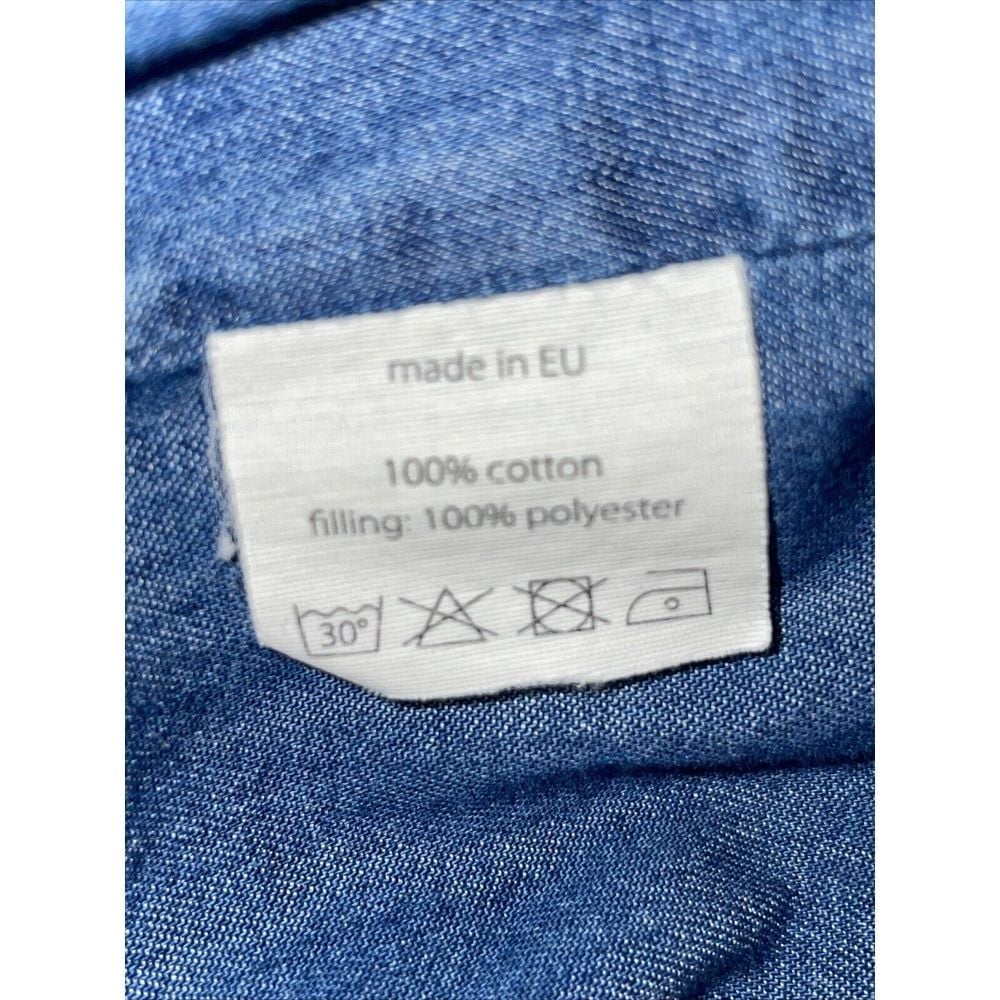 made in EU
100% cotton
filling: 100% polyester
30°